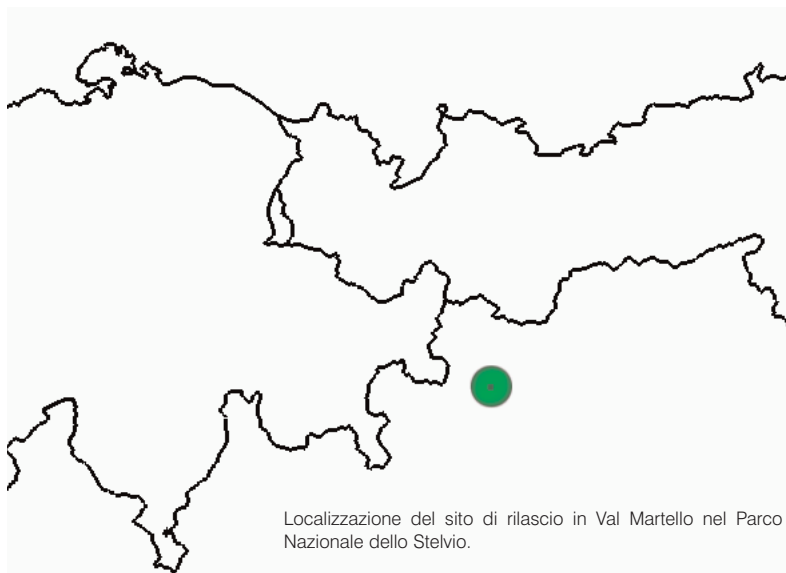 Localizzazione del sito di rilascio in Val Martello nel Parco
Nazionale dello Stelvio.